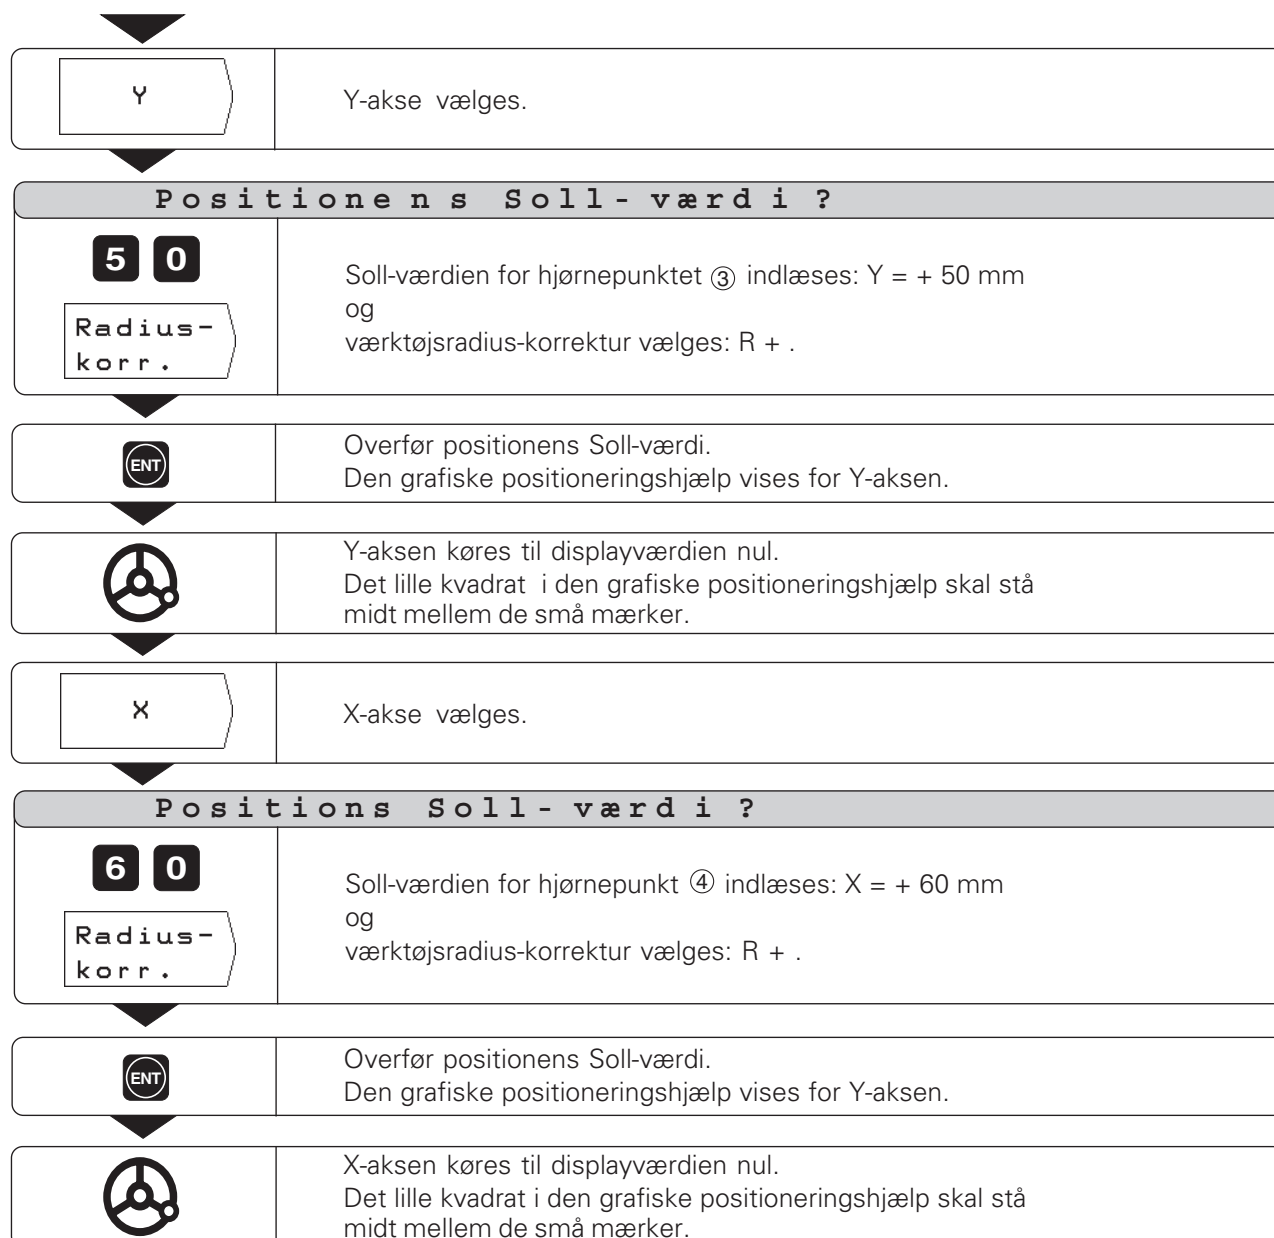 Y
Y-akse vælges.
Positionens Soll-værdi ?
5 0
Radius-
korr.
Soll-værdien for hjørnepunktet ③ indlæses: Y = + 50 mm
og
værktøjsradius-korrektur vælges: R + .
ENT
Overfør positionens Soll-værdi.
Den grafiske positioneringshjælp vises for Y-aksen.
Y-aksen køres til displayværdien nul.
Det lille kvadrat i den grafiske positioneringshjælp skal stå
midt mellem de små mærker.
X
X-akse vælges.
Positions Soll-værdi ?
6 0
Radius-
korr.
Soll-værdien for hjørnepunkt ④ indlæses: X = + 60 mm
og
værktøjsradius-korrektur vælges: R + .
ENT
Overfør positionens Soll-værdi.
Den grafiske positioneringshjælp vises for Y-aksen.
X-aksen køres til displayværdien nul.
Det lille kvadrat i den grafiske positioneringshjælp skal stå
midt mellem de små mærker.